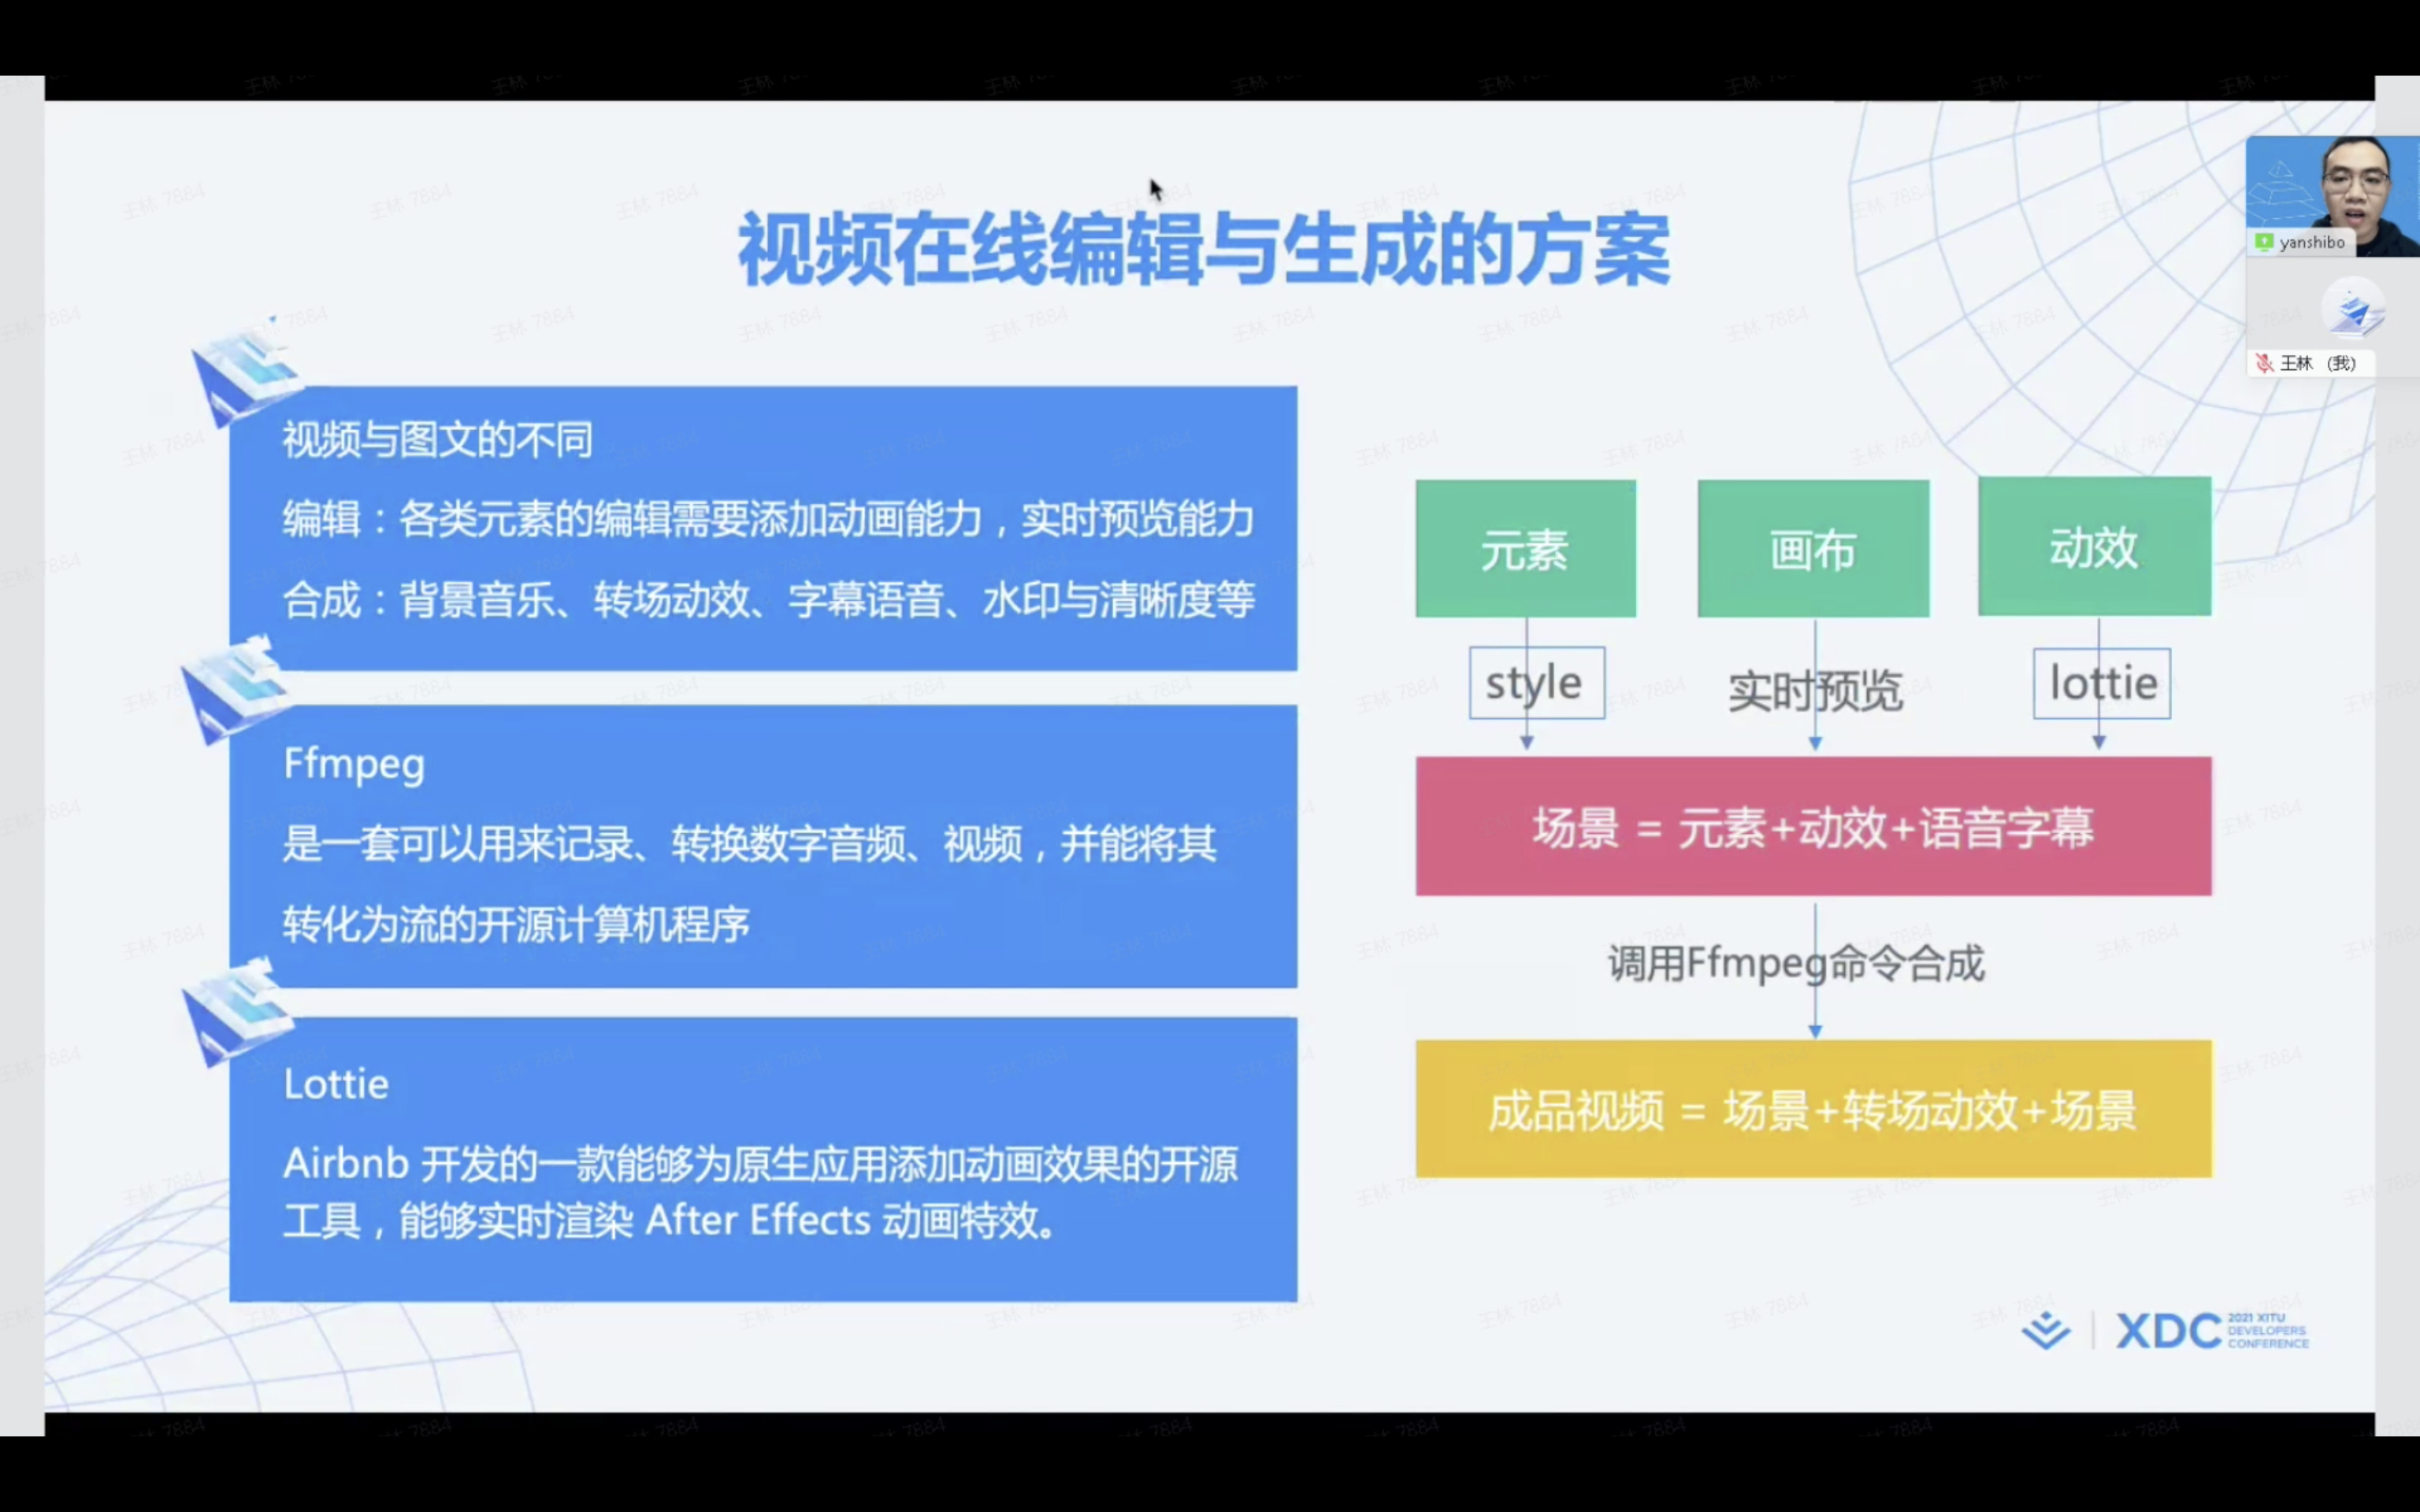 视频在线编辑与生成的方案
yanshibo
王林 (我)
视频与图文的不同
编辑：各类元素的编辑需要添加动画能力，实时预览能力
合成：背景音乐、转场动效、字幕语音、水印与清晰度等
Ffmpeg
是一套可以用来记录、转换数字音频、视频，并能将其
转化为流的开源计算机程序
Lottie
Airbnb 开发的一款能够为原生应用添加动画效果的开源
工具，能够实时渲染 After Effects 动画特效。
元素 画布 动效
style 实时预览 lottie
场景 = 元素+动效+语音字幕
调用Ffmpeg命令合成
成品视频 = 场景+转场动效+场景
XDC
2021 XITU
DEVELOPERS
CONFERENCE
王林 7884